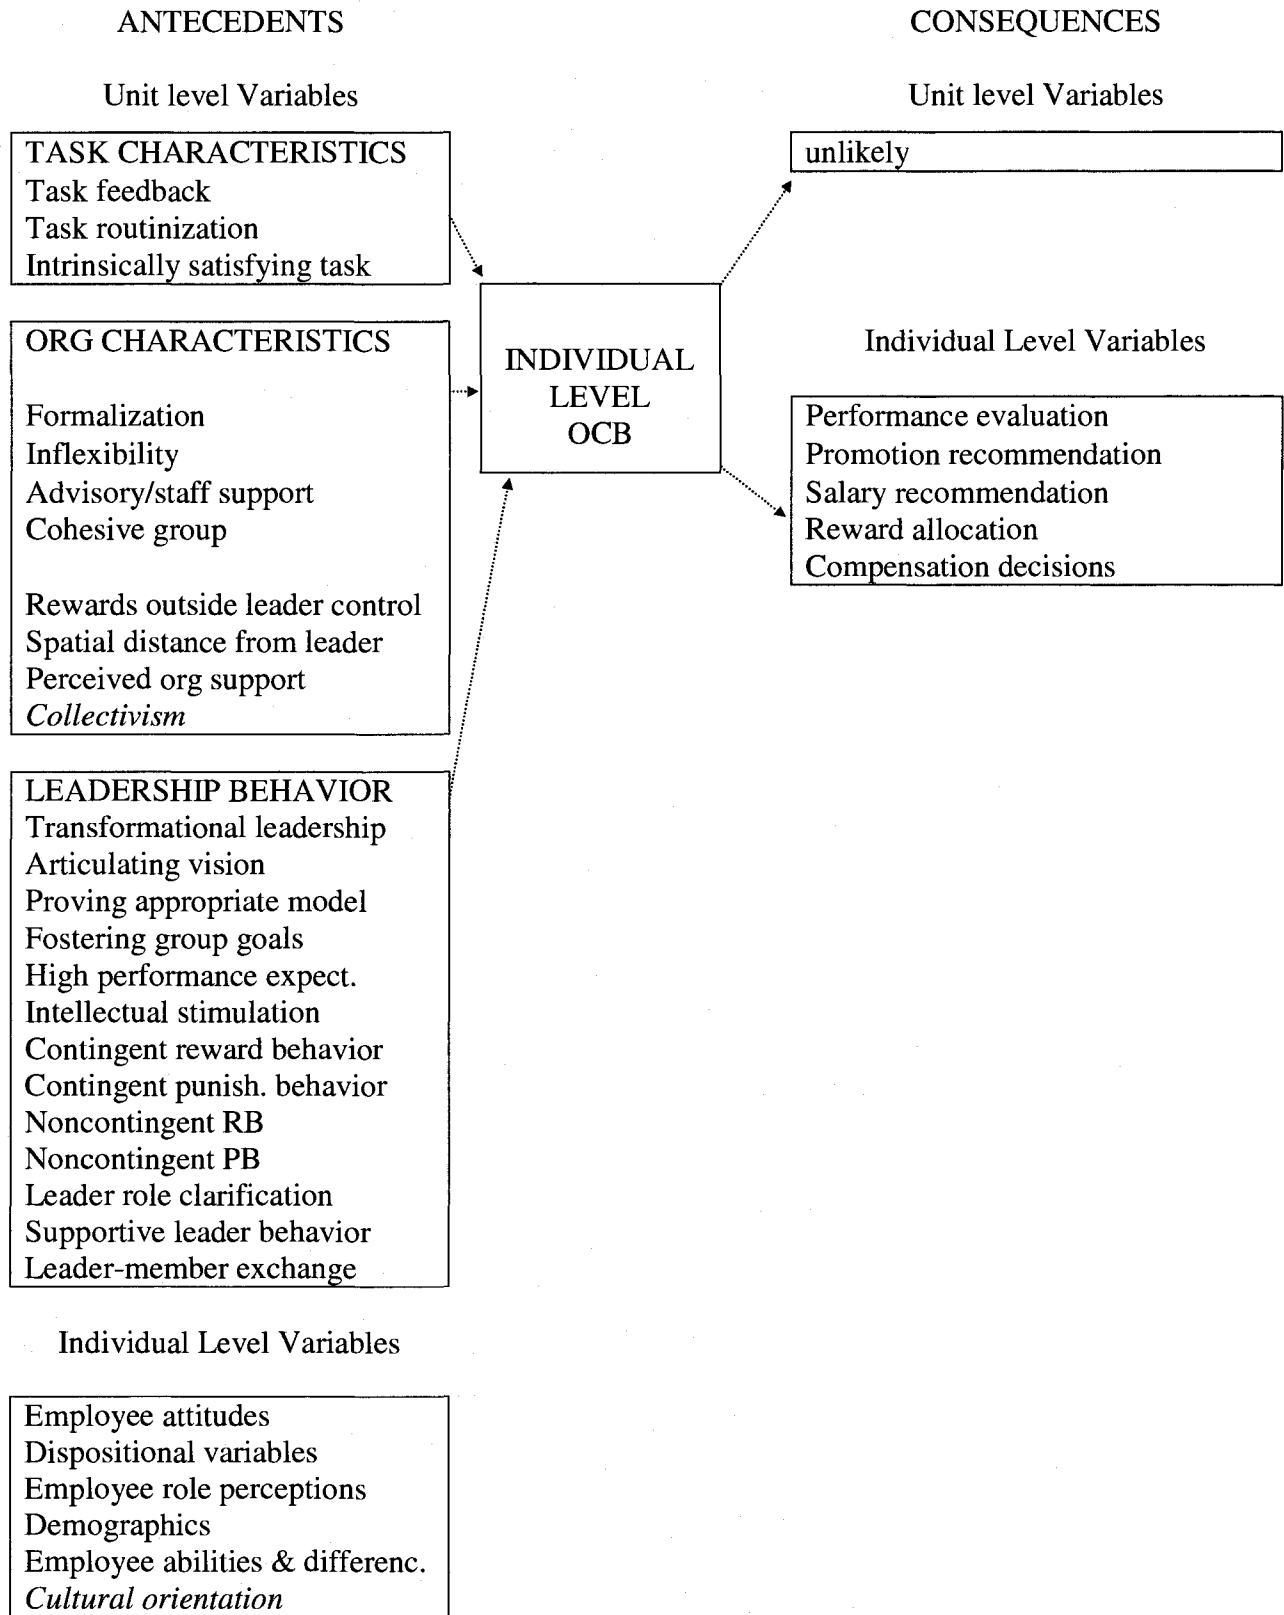 ANTECEDENTS
Unit level Variables
TASK CHARACTERISTICS
Task feedback
Task routinization
Intrinsically satisfying task
ORG CHARACTERISTICS
Formalization
Inflexibility
Advisory/staff support
Cohesive group
Rewards outside leader control
Spatial distance from leader
Perceived org support
Collectivism
LEADERSHIP BEHAVIOR
Transformational leadership
Articulating vision
Proving appropriate model
Fostering group goals
High performance expect.
Intellectual stimulation
Contingent reward behavior
Contingent punish. behavior
Noncontingent RB
Noncontingent PB
Leader role clarification
Supportive leader behavior
Leader-member exchange
Individual Level Variables
Employee attitudes
Dispositional variables
Employee role perceptions
Demographics
Employee abilities & differenc.
Cultural orientation
INDIVIDUAL
LEVEL
OCB
CONSEQUENCES
Unit level Variables
unlikely
Individual Level Variables
Performance evaluation
Promotion recommendation
Salary recommendation
Reward allocation
Compensation decisions